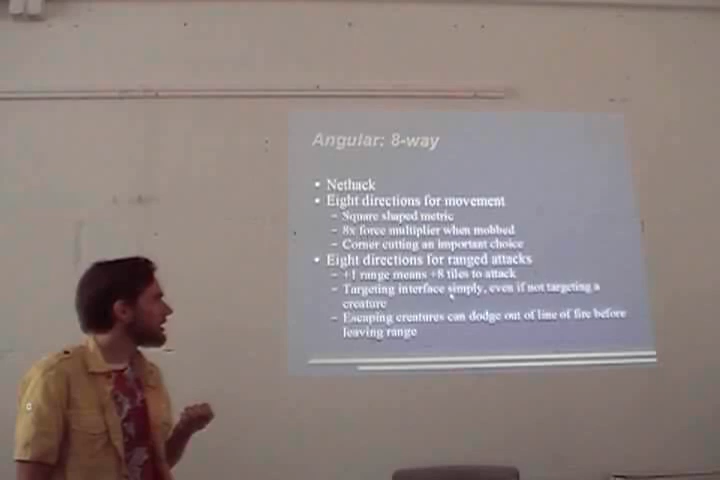 Angular: 8-way
• Nethack
• Eight directions for movement
– Square shaped metric
– 8x force multiplier when mobbed
– Corner cutting an important choice
• Eight directions for ranged attacks
– +1 range means +8 tiles to attack
– Targeting interface simply, even if not targeting a
creature
– Escaping creatures can dodge out of line of fire before
leaving range